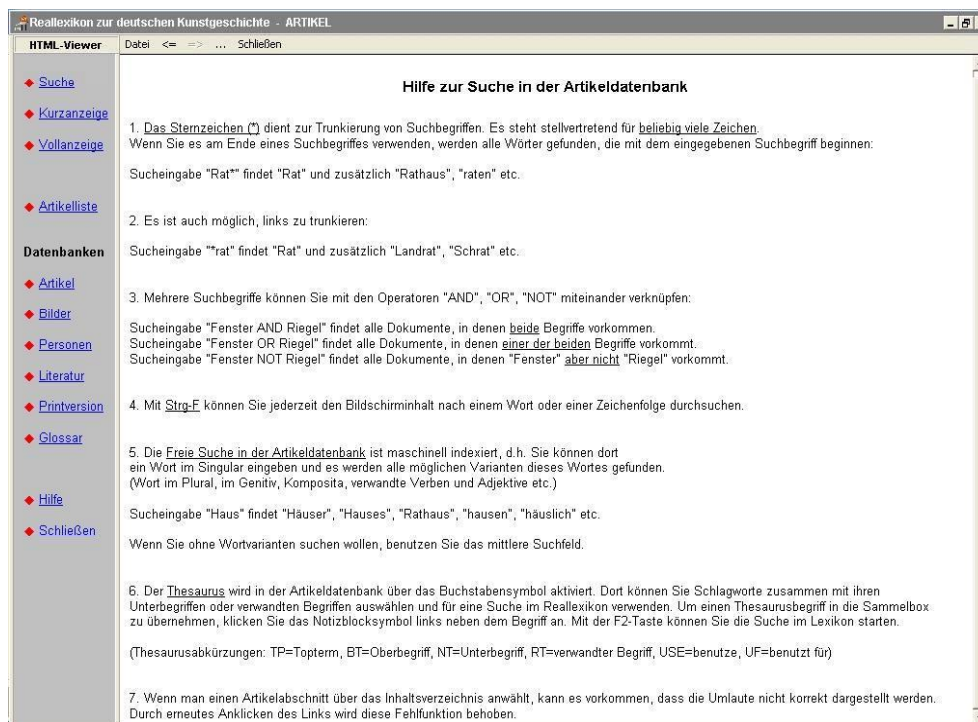 Reallexikon zur deutschen Kunstgeschichte - ARTIKEL
HTML-Viewer
Datei <= => ... Schließen
Suche
Kurzanzeige
Vollanzeige
Artikelliste
Datenbanken
Artikel
Bilder
Personen
Literatur
Printversion
Glossar
Hilfe
Schließen
Hilfe zur Suche in der Artikeldatenbank
1. Das Sternzeichen (*) dient zur Trunkierung von Suchbegriffen. Es steht stellvertretend für beliebig viele Zeichen.
Wenn Sie es am Ende eines Suchbegriffes verwenden, werden alle Wörter gefunden, die mit dem eingegebenen Suchbegriff beginnen:
Sucheingabe "Rat*" findet "Rat" und zusätzlich "Rathaus", "raten" etc.
2. Es ist auch möglich, links zu trunkieren:
Sucheingabe "*rat" findet "Rat" und zusätzlich "Landrat", "Schrat" etc.
3. Mehrere Suchbegriffe können Sie mit den Operatoren "AND", "OR", "NOT" miteinander verknüpfen:
Sucheingabe "Fenster AND Riegel" findet alle Dokumente, in denen beide Begriffe vorkommen.
Sucheingabe "Fenster OR Riegel" findet alle Dokumente, in denen einer der beiden Begriffe vorkommt.
Sucheingabe "Fenster NOT Riegel" findet alle Dokumente, in denen "Fenster" aber nicht "Riegel" vorkommt.
4. Mit Strg-F können Sie jederzeit den Bildschirminhalt nach einem Wort oder einer Zeichenfolge durchsuchen.
5. Die Freie Suche in der Artikeldatenbank ist maschinell indexiert, d.h. Sie können dort
ein Wort im Singular eingeben und es werden alle möglichen Varianten dieses Wortes gefunden.
(Wort im Plural, im Genitiv, Komposita, verwandte Verben und Adjektive etc.)
Sucheingabe "Haus" findet "Häuser", "Hauses", "Rathaus", "hausen", "häuslich" etc.
Wenn Sie ohne Wortvarianten suchen wollen, benutzen Sie das mittlere Suchfeld.
6. Der Thesaurus wird in der Artikeldatenbank über das Buchstabensymbol aktiviert. Dort können Sie Schlagworte zusammen mit ihren
Unterbegriffen oder verwandten Begriffen auswählen und für eine Suche im Reallexikon verwenden. Um einen Thesaurusbegriff in die Sammelbox
zu übernehmen, klicken Sie das Notizblocksymbol links neben dem Begriff an. Mit der F2-Taste können Sie die Suche im Lexikon starten.
(Thesaurusabkürzungen: TP=Topterm, BT=Oberbegriff, NT=Unterbegriff, RT=verwandter Begriff, USE=benutze, UF=benutzt für)
7. Wenn man einen Artikelabschnitt über das Inhaltsverzeichnis anwählt, kann es vorkommen, dass die Umlaute nicht korrekt dargestellt werden.
Durch erneutes Anklicken des Links wird diese Fehlfunktion behoben.